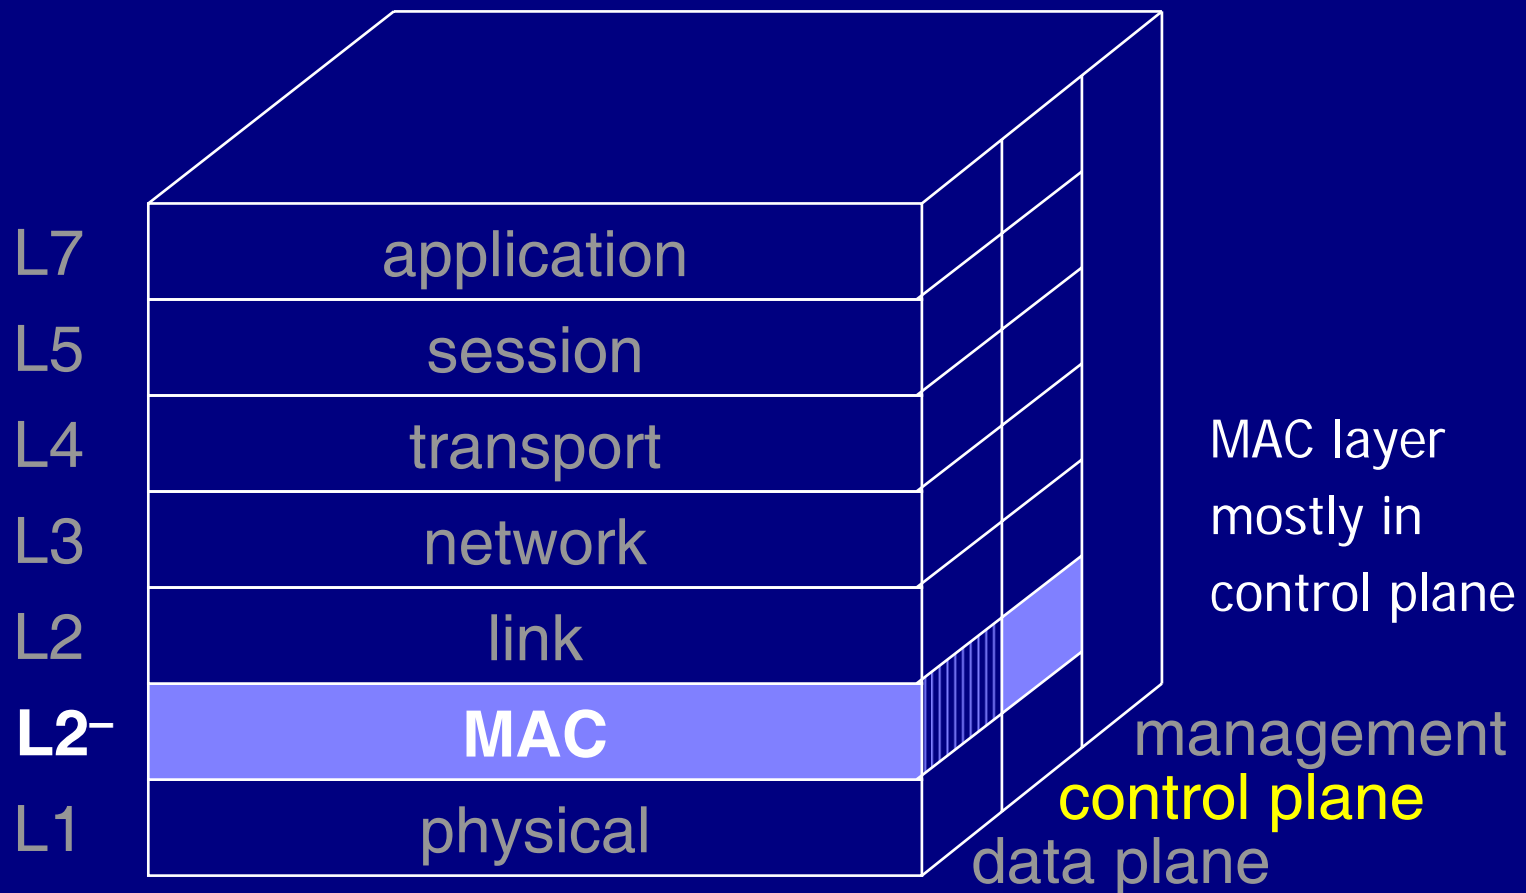 L7 application
L5 session
L4 transport
L3 network
L2 link
L2– MAC
L1 physical
MAC layer
mostly in
control plane
management
control plane
data plane